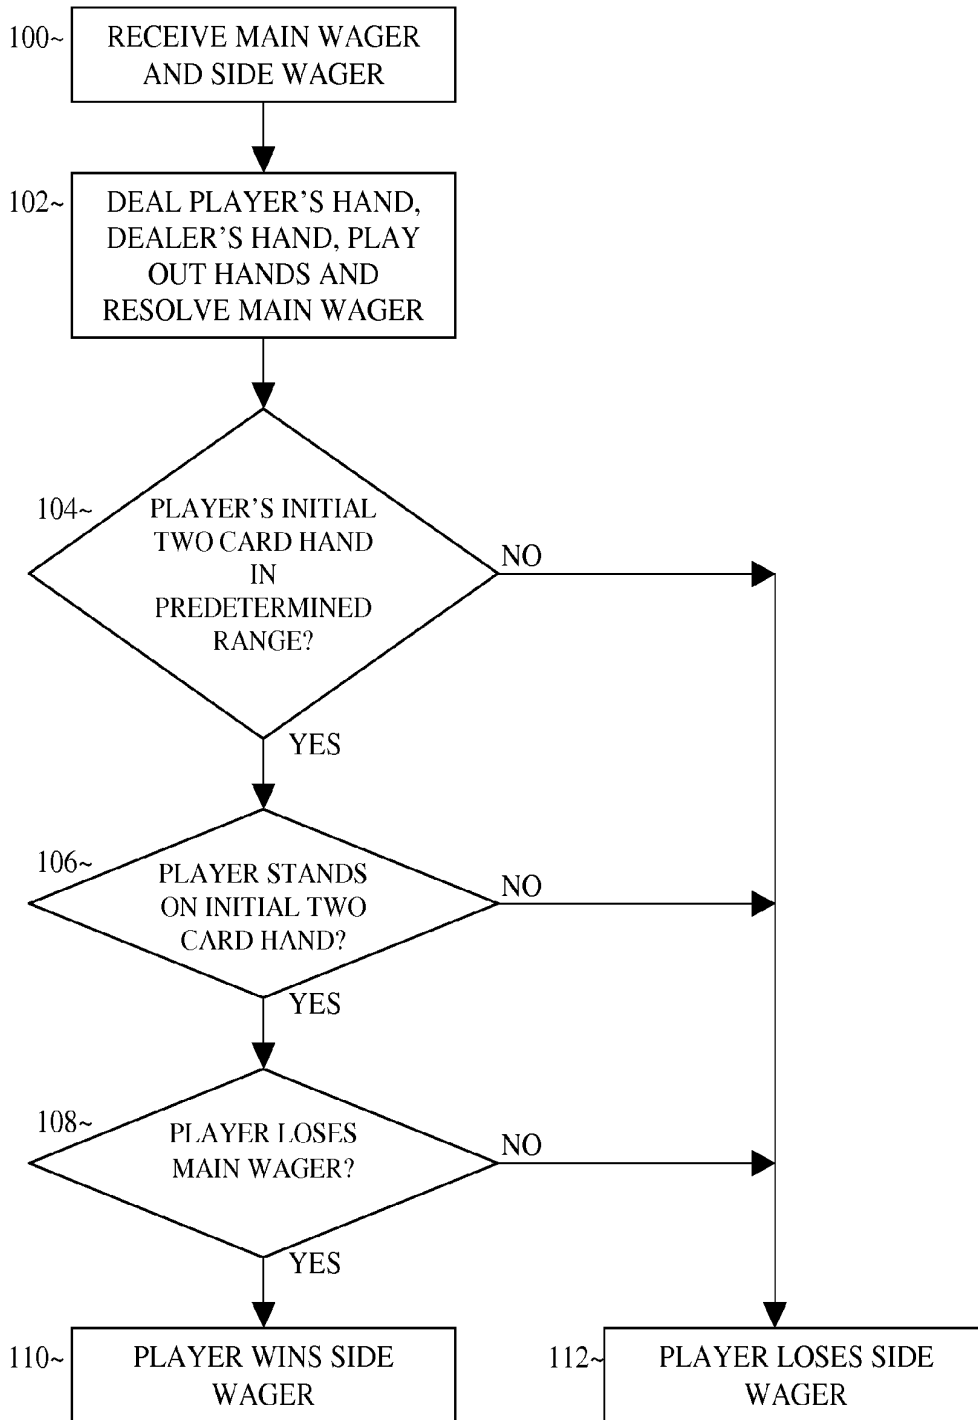 100~
RECEIVE MAIN WAGER
AND SIDE WAGER
102~
DEAL PLAYER'S HAND,
DEALER'S HAND, PLAY
OUT HANDS AND
RESOLVE MAIN WAGER
104~
PLAYER'S INITIAL
TWO CARD HAND
IN
PREDETERMINED
RANGE?
NO
YES
106~
PLAYER STANDS
ON INITIAL TWO
CARD HAND?
NO
YES
108~
PLAYER LOSES
MAIN WAGER?
NO
YES
110~
PLAYER WINS SIDE
WAGER
112~
PLAYER LOSES SIDE
WAGER